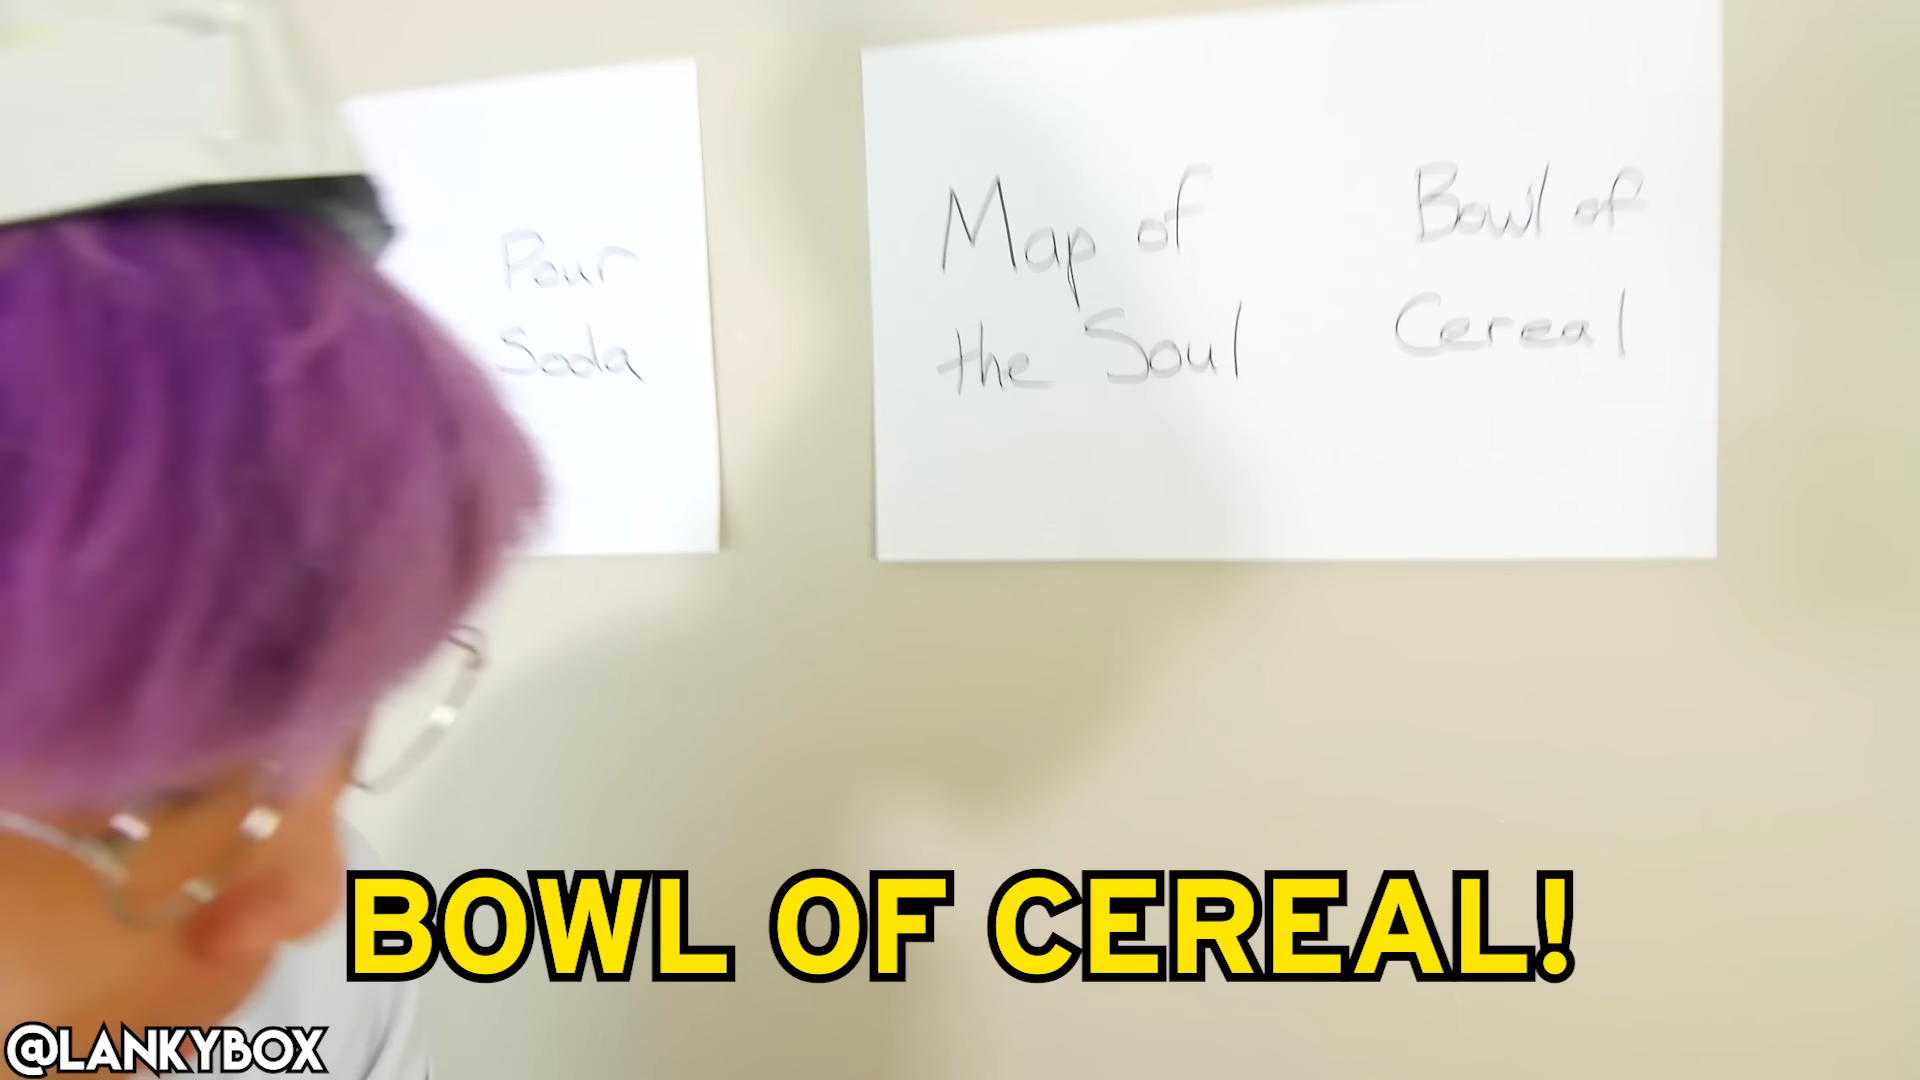 Pour
Soda
Map of
the Soul
Bowl of
Cereal
BOWL OF CEREAL!
@LANKYBOX